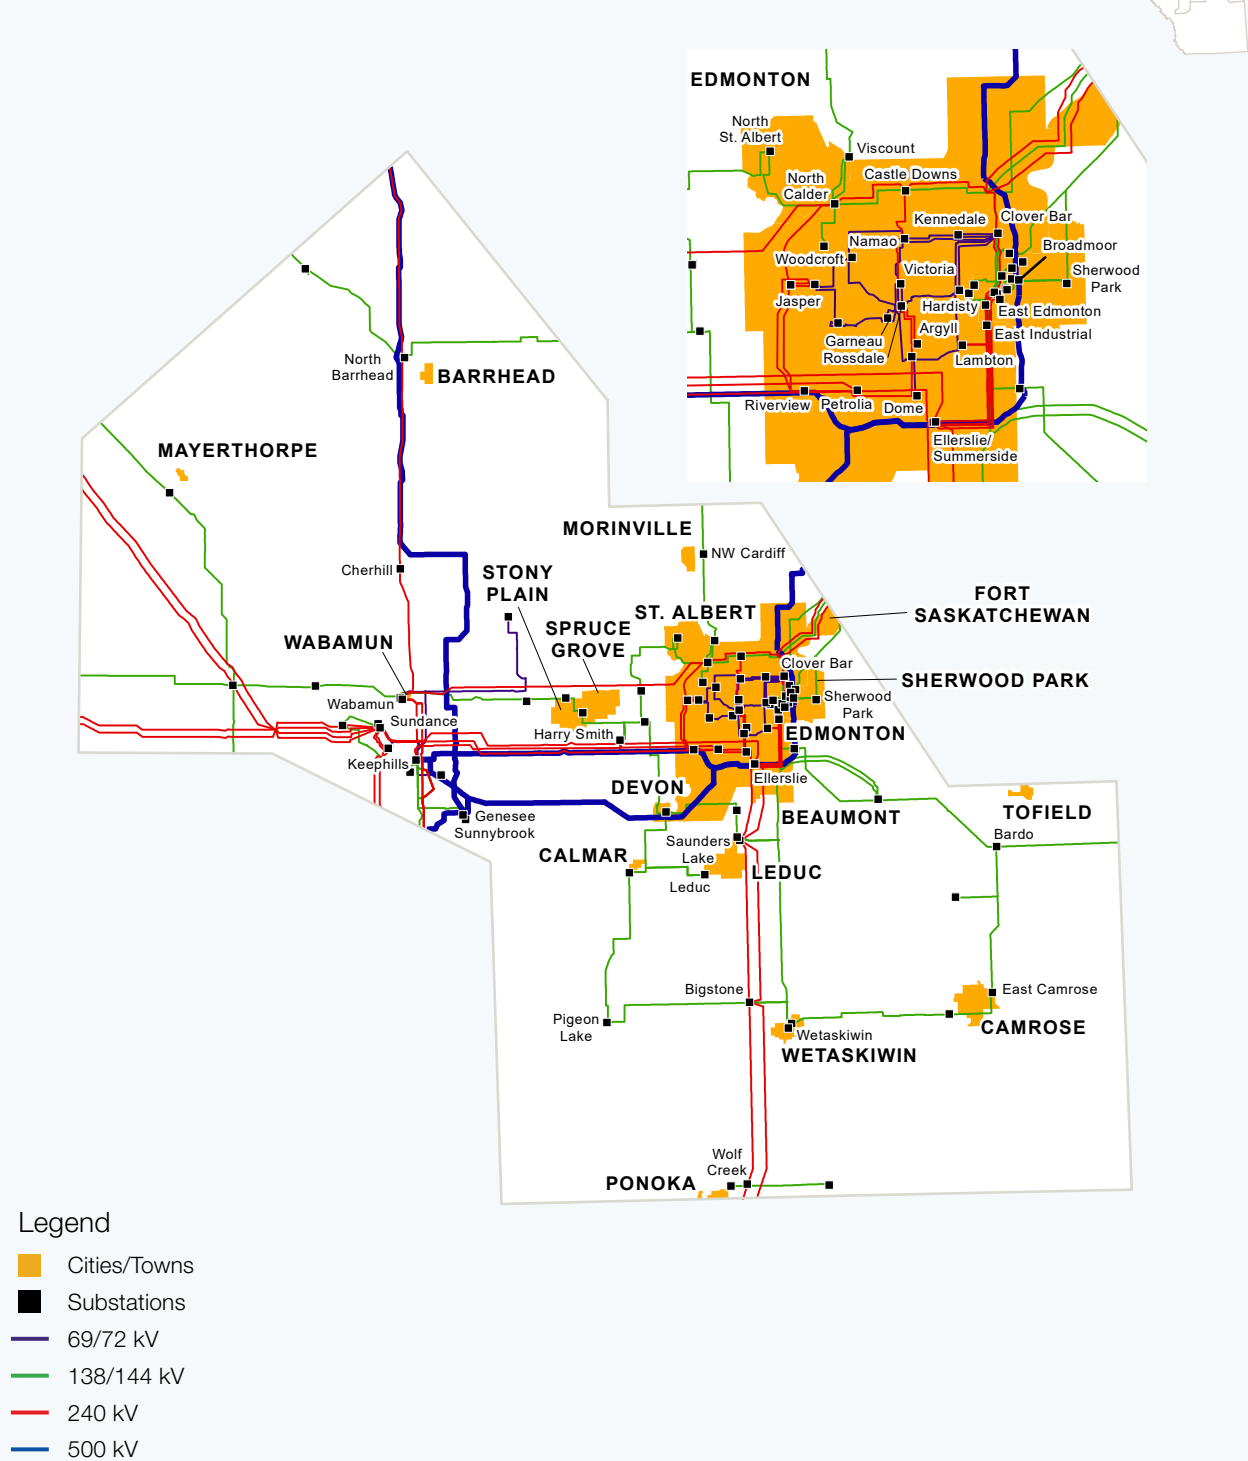 EDMONTON
North
St. Albert
Viscount
North
Calder
Castle Downs
Kennedale
Clover Bar
Namao
Broadmoor
Woodcroft
Victoria
Sherwood
Park
Jasper
Hardisty
East Edmonton
Argyll
East Industrial
Garneau
Rossdale
Lambton
Riverview
Petrolia
Dome
Ellerslie/
Summerside
North
Barrhead
BARRHEAD
MAYERTHORPE
MORINVILLE
NW Cardiff
Cherhill
STONY
PLAIN
FORT
SASKATCHEWAN
ST. ALBERT
SPRUCE
GROVE
WABAMUN
Clover Bar
SHERWOOD PARK
Wabamun
Sherwood
Park
Sundance
Harry Smith
EDMONTON
Keephills
Ellerslie
DEVON
TOFIELD
Genesee
Sunnybrook
BEAUMONT
Bardo
Saunders
Lake
CALMAR
LEDUC
Leduc
Bigstone
East Camrose
Pigeon
Lake
Wetaskiwin
CAMROSE
WETASKIWIN
Wolf
Creek
PONOKA
Legend
Cities/Towns
Substations
69/72 kV
138/144 kV
240 kV
500 kV